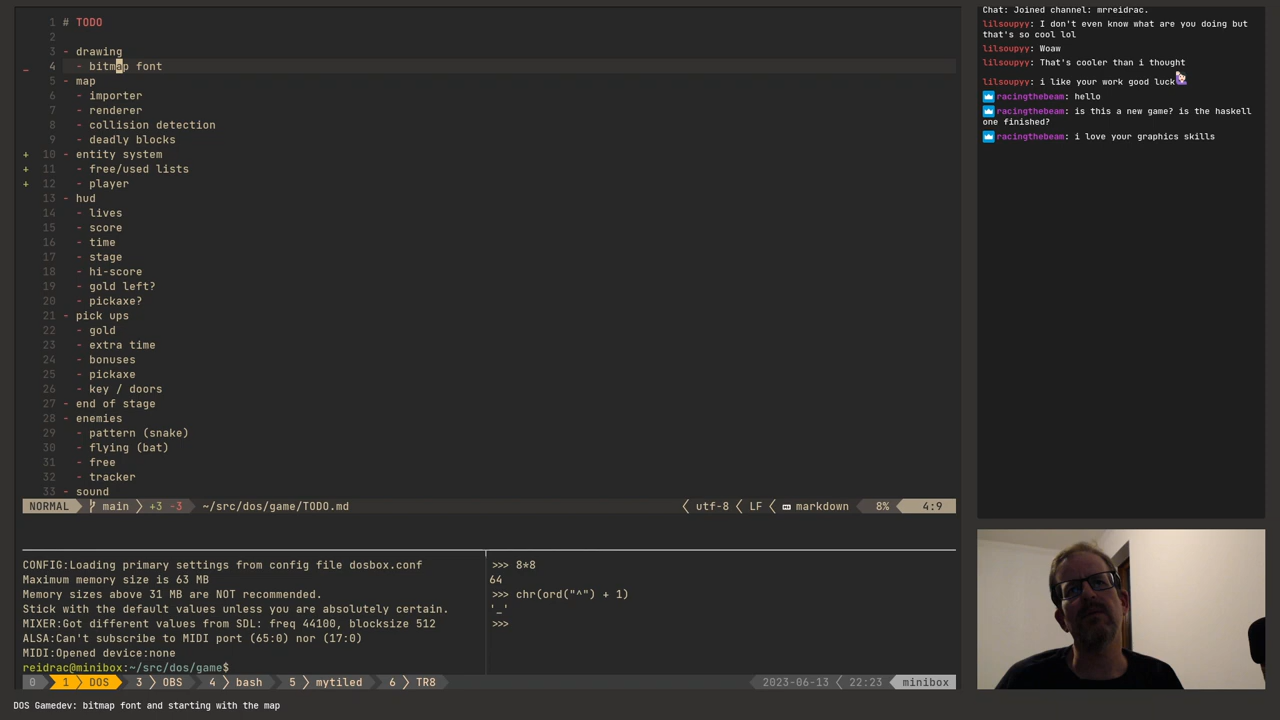 1 # TODO
2
3 - drawing
_ 4 - bitmap font
5 - map
6 - importer
7 - renderer
8 - collision detection
9 - deadly blocks
+ 10 - entity system
+ 11 - free/used lists
+ 12 - player
13 - hud
14 - lives
15 - score
16 - time
17 - stage
18 - hi-score
19 - gold left?
20 - pickaxe?
21 - pick ups
22 - gold
23 - extra time
24 - bonuses
25 - pickaxe
26 - key / doors
27 - end of stage
28 - enemies
29 - pattern (snake)
30 - flying (bat)
31 - free
32 - tracker
33 - sound
NORMAL main +3 -3 ~/src/dos/game/TODO.md utf-8 LF markdown 8% 4:9
CONFIG:Loading primary settings from config file dosbox.conf
Maximum memory size is 63 MB
Memory sizes above 31 MB are NOT recommended.
Stick with the default values unless you are absolutely certain.
MIXER:Got different values from SDL: freq 44100, blocksize 512
ALSA:Can't subscribe to MIDI port (65:0) nor (17:0)
MIDI:Opened device:none
reidrac@minibox:~/src/dos/game$
>>> 8*8
64
>>> chr(ord("^") + 1)
'_'
>>>
0 1 DOS 3 OBS 4 bash 5 mytiled 6 TR8 2023-06-13 22:23 minibox
DOS Gamedev: bitmap font and starting with the map
Chat: Joined channel: mrreidrac.
lilsoupyy: I don't even know what are you doing but
that's so cool lol
lilsoupyy: Woaw
lilsoupyy: That's cooler than i thought
lilsoupyy: i like your work good luck
racingthebeam: hello
racingthebeam: is this a new game? is the haskell
one finished?
racingthebeam: i love your graphics skills